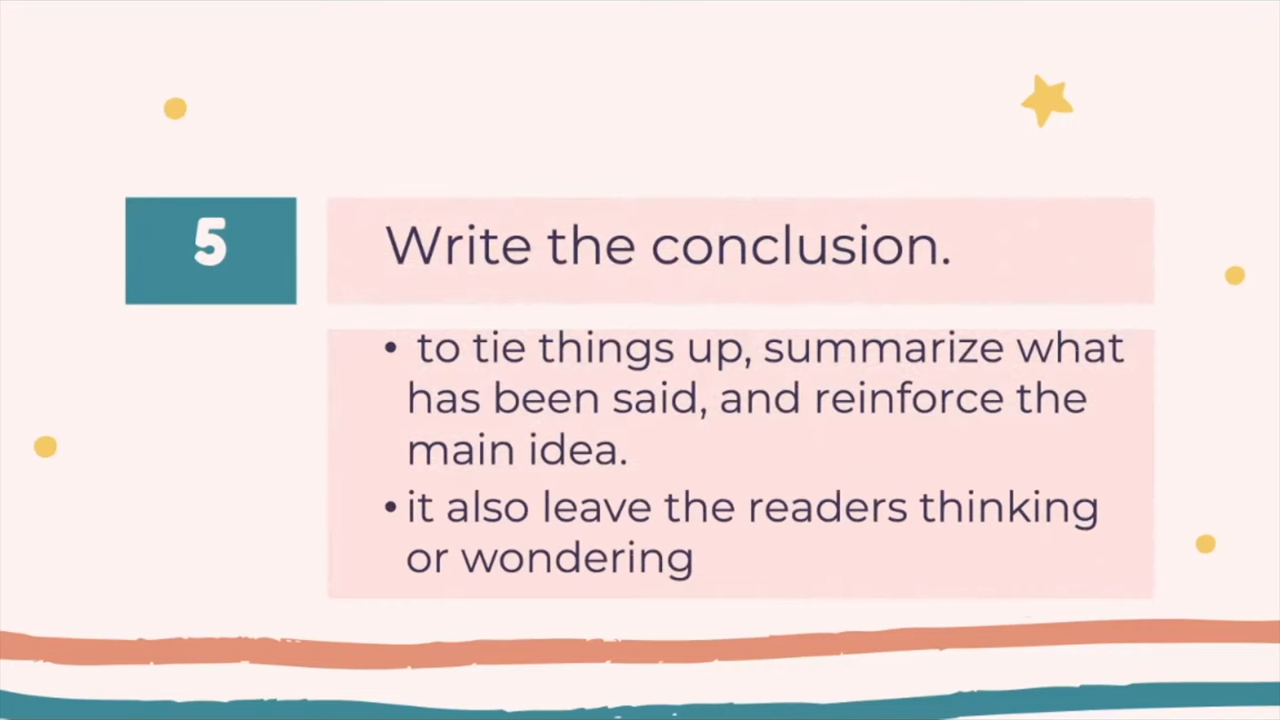 5
Write the conclusion.
• to tie things up, summarize what
has been said, and reinforce the
main idea.
• it also leave the readers thinking
or wondering